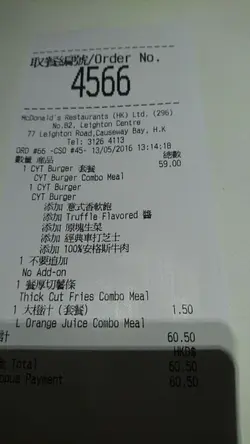 取餐編號/Order No.
4566
McDonald's Restaurants (HK) Ltd. (296)
No.82, Leighton Centre
77 Leighton Road,Causeway Bay, H.K
Tel: 3126 4113
ORD #66 -CSO #45- 13/05/2016 13:14:18
數量 產品 總數
1 CYT Burger 套餐 59.00
CYT Burger Combo Meal
1 CYT Burger
CYT Burger
添加 意式香軟飽
添加 Truffle Flavored 醬
添加 原塊生菜
添加 經典車打芝士
添加 100%安格斯牛肉
1 不要追加
No Add-on
1 餐厚切薯條
Thick Cut Fries Combo Meal
1 大橙汁(套餐) 1.50
L Orange Juice Combo Meal
計 60.50
HKD$
Total 60.50
Payment 60.50